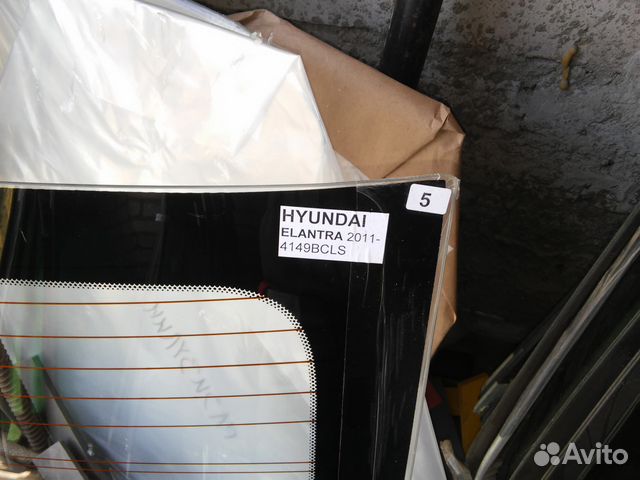 5
HYUNDAI
ELANTRA 2011-
4149BCLS
Avito